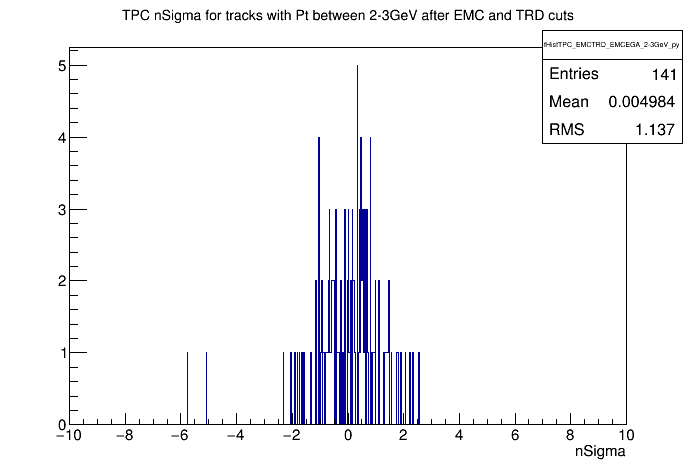 TPC nSigma for tracks with Pt between 2-3GeV after EMC and TRD cuts
fHistTPC_EMCTRD_EMCEGA_2-3GeV_py
Entries 141
Mean 0.004984
RMS 1.137
5
4
3
2
1
0
−10 −8 −6 −4 −2 0 2 4 6 8 10
nSigma